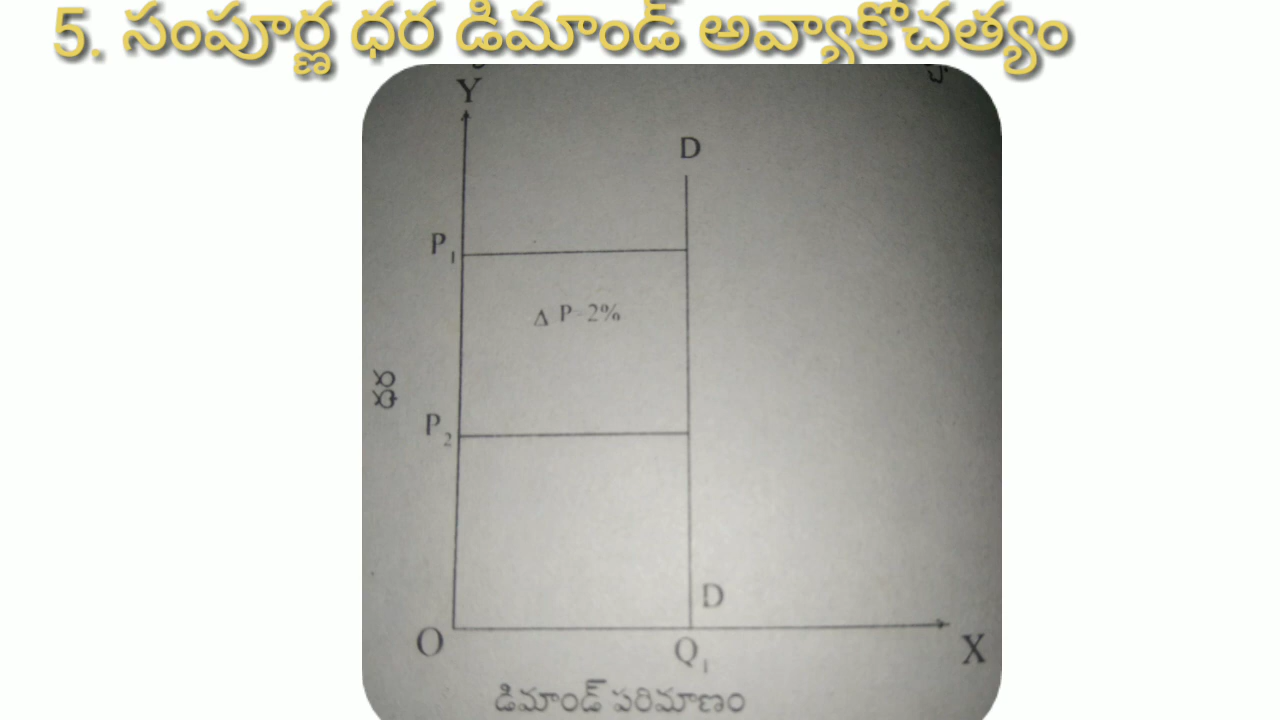 5. సంపూర్ణ ధర డిమాండ్ అవ్యాకోచత్యం
Y
D
P1
Δ P-2%
ధర
P2
D
O
Q1
X
డిమాండ్ పరిమాణం